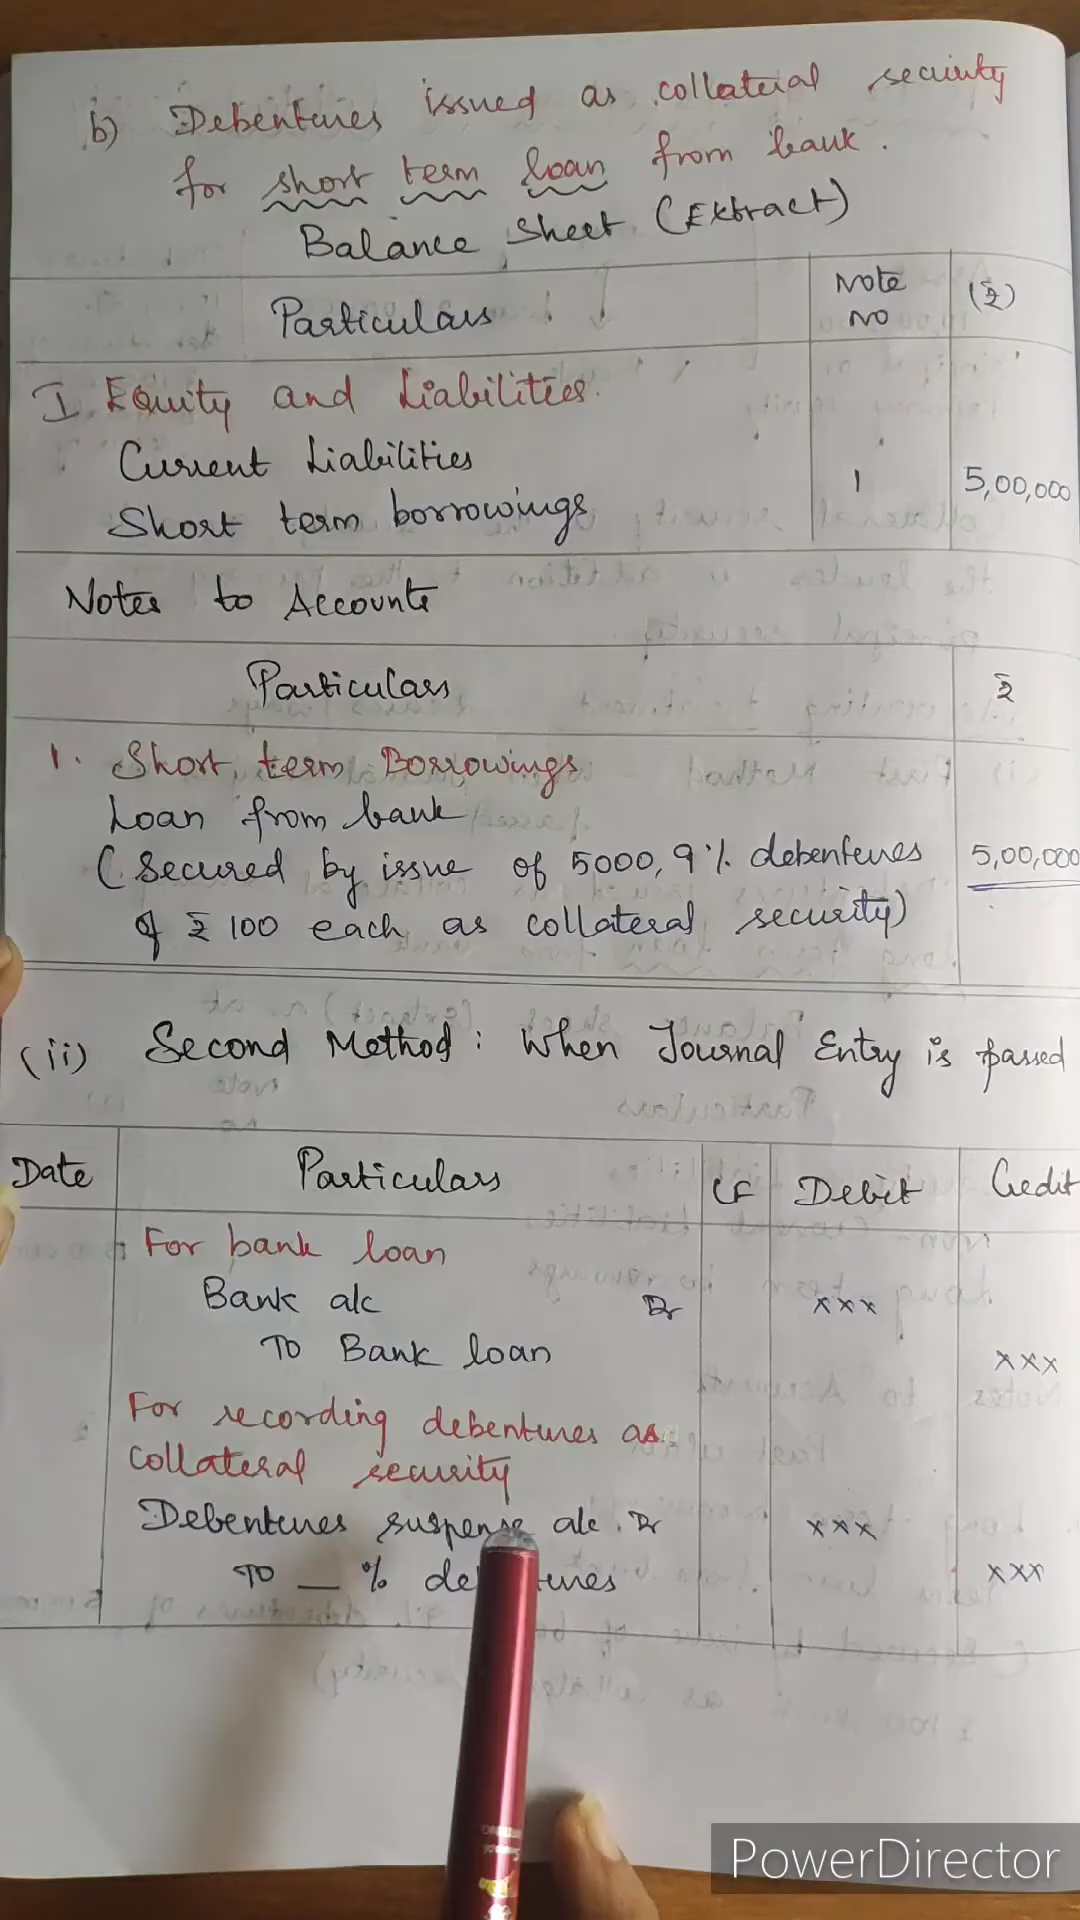 b) Debentures issued as collateral security
for short term loan from bank.
Balance Sheet (Extract)
Particulars Note No (₹)
I Equity and Liabilities.
Current Liabilities
Short term borrowings 1 5,00,000
Notes to Accounts
Particulars ₹
1. Short term Borrowings
Loan from bank
(Secured by issue of 5000, 9% debentures 5,00,000
of ₹ 100 each as collateral security)
(ii) Second Method: When Journal Entry is passed
Date Particulars LF Debit Credit
For bank loan
Bank a/c Dr xxx
To Bank loan xxx
For recording debentures as
collateral security
Debentures suspense a/c. Dr xxx
To __ % debentures xxx
PowerDirector